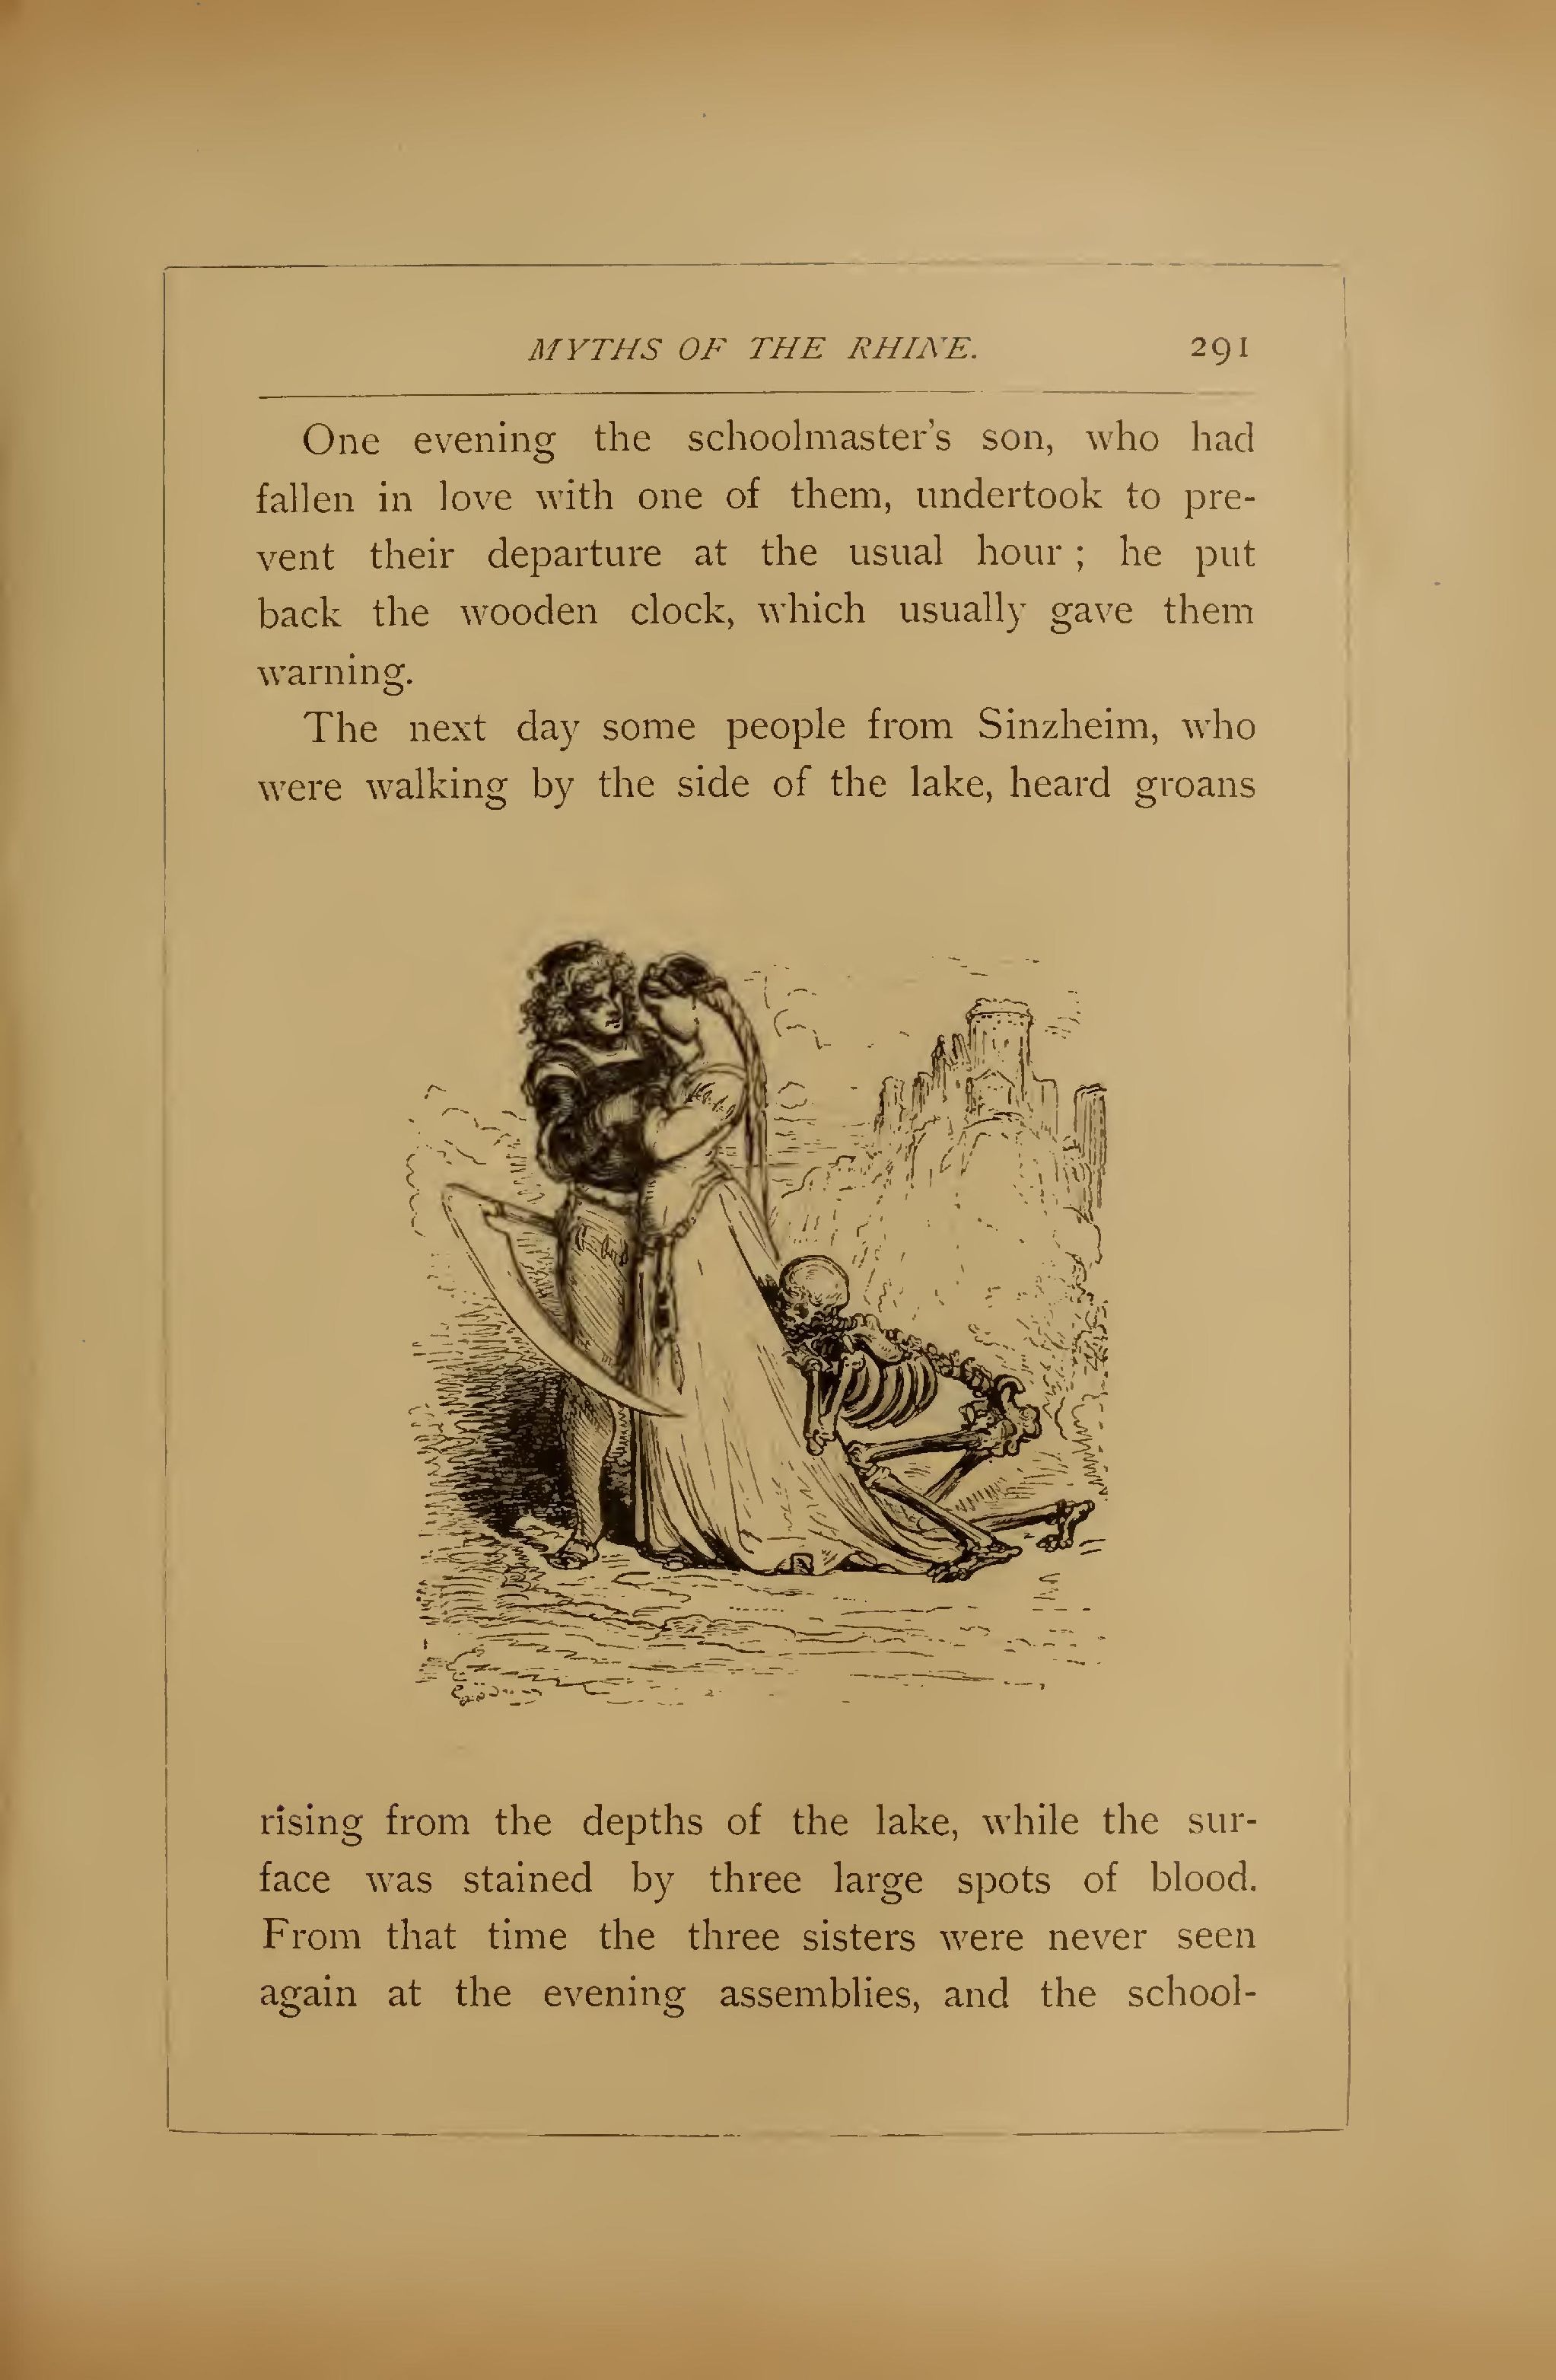 MYTHS OF THE RHINE. 291
One evening the schoolmaster's son, who had
fallen in love with one of them, undertook to pre-
vent their departure at the usual hour ; he put
back the wooden clock, which usually gave them
warning.
The next day some people from Sinzheim, who
were walking by the side of the lake, heard groans
rising from the depths of the lake, while the sur-
face was stained by three large spots of blood.
From that time the three sisters were never seen
again at the evening assemblies, and the school-